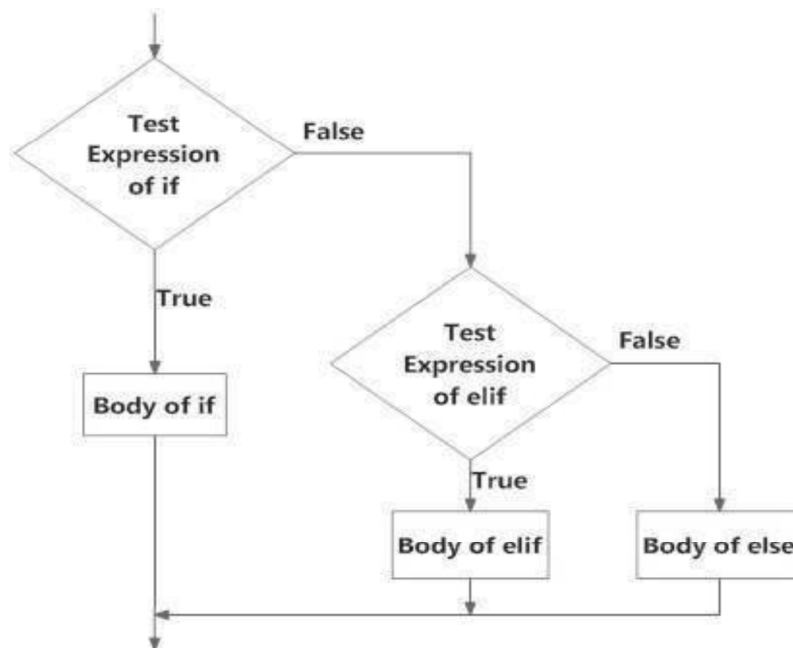 Test
Expression
of if
False
True
Body of if
Test
Expression
of elif
False
True
Body of elif
Body of else